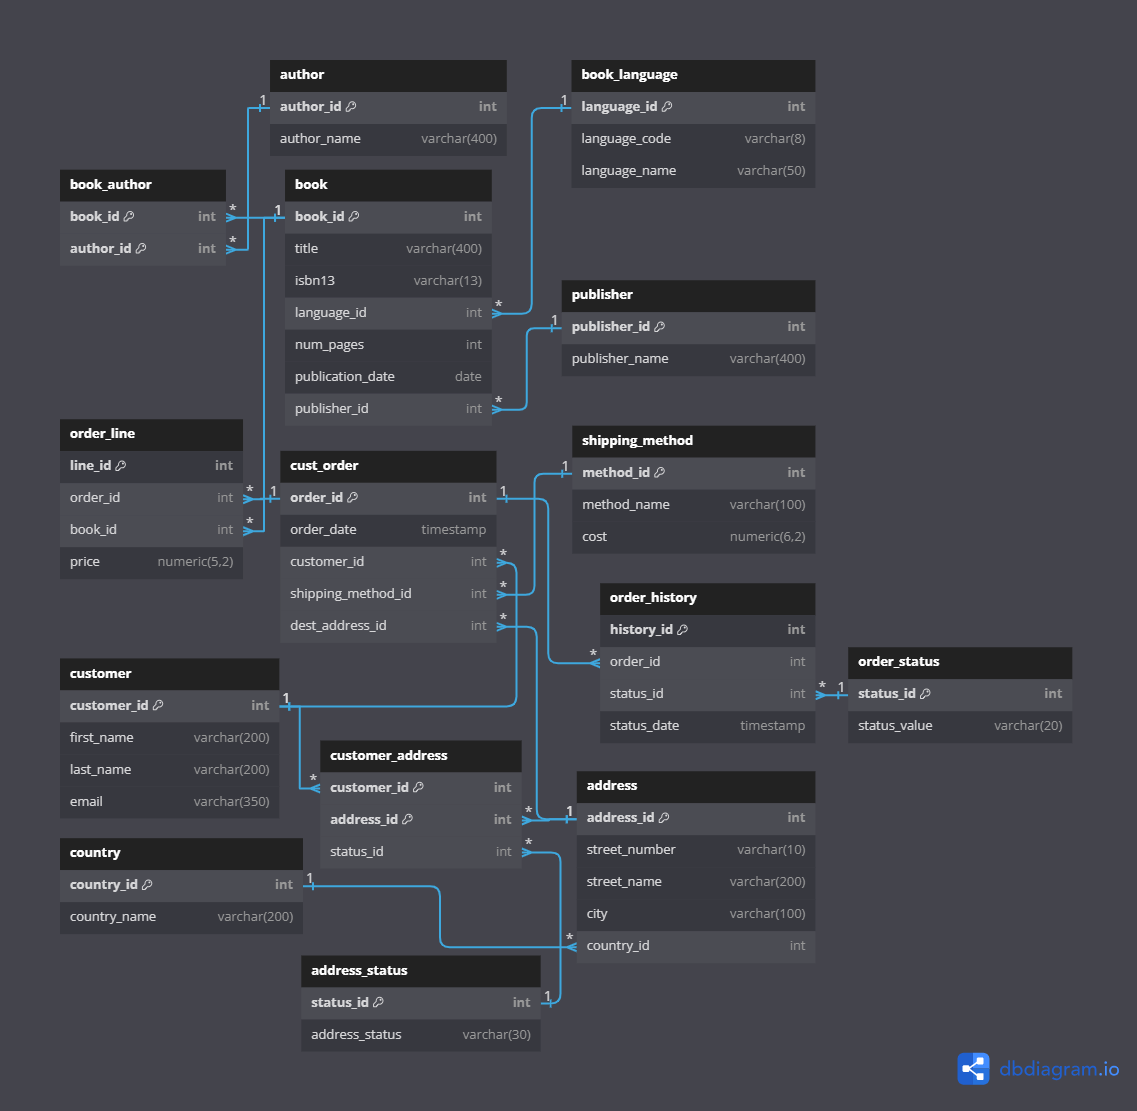 author
author_id int
author_name varchar(400)
book_language
language_id int
language_code varchar(8)
language_name varchar(50)
book_author
book_id int
author_id int
book
book_id int
title varchar(400)
isbn13 varchar(13)
language_id int
num_pages int
publication_date date
publisher_id int
publisher
publisher_id int
publisher_name varchar(400)
order_line
line_id int
order_id int
book_id int
price numeric(5,2)
cust_order
order_id int
order_date timestamp
customer_id int
shipping_method_id int
dest_address_id int
shipping_method
method_id int
method_name varchar(100)
cost numeric(6,2)
order_history
history_id int
order_id int
status_id int
status_date timestamp
order_status
status_id int
status_value varchar(20)
customer
customer_id int
first_name varchar(200)
last_name varchar(200)
email varchar(350)
customer_address
customer_id int
address_id int
status_id int
address
address_id int
street_number varchar(10)
street_name varchar(200)
city varchar(100)
country_id int
country
country_id int
country_name varchar(200)
address_status
status_id int
address_status varchar(30)
1
1
*
*
1
*
1
*
*
1
*
1
*
1
*
*
*
*
1
1
*
*
1
*
1
*
1
*
1
dbdiagram.io